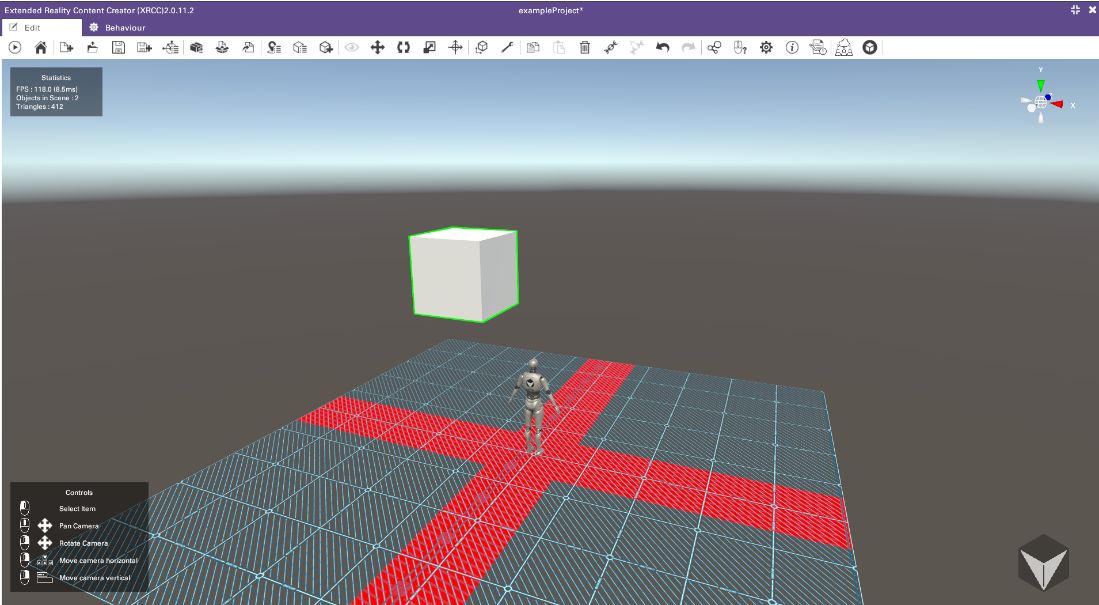 Extended Reality Content Creator (XRCC)2.0.11.2
exampleProject*
Edit
Behaviour
Statistics
FPS : 118.0 (8.5ms)
Objects in Scene : 2
Triangles : 412
Y
X
Controls
Select Item
Pan Camera
Rotate Camera
Move camera horizontal
Move camera vertical